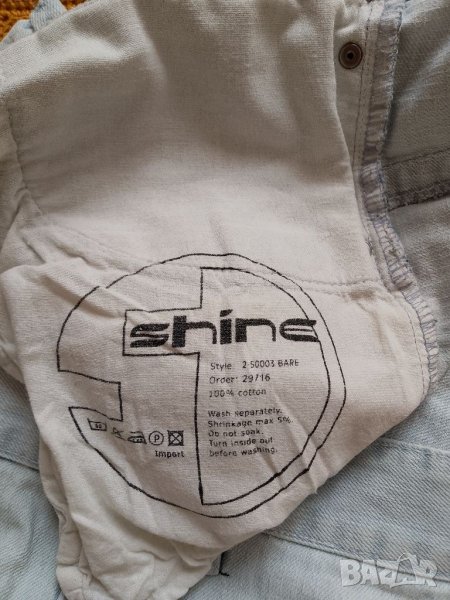 shine
Style: 2-50003 BARE
Order: 29716
100% cotton
Wash separately.
Shrinkage max 5%
Do not soak.
Turn inside out
before washing.
P
Import
BAZAR